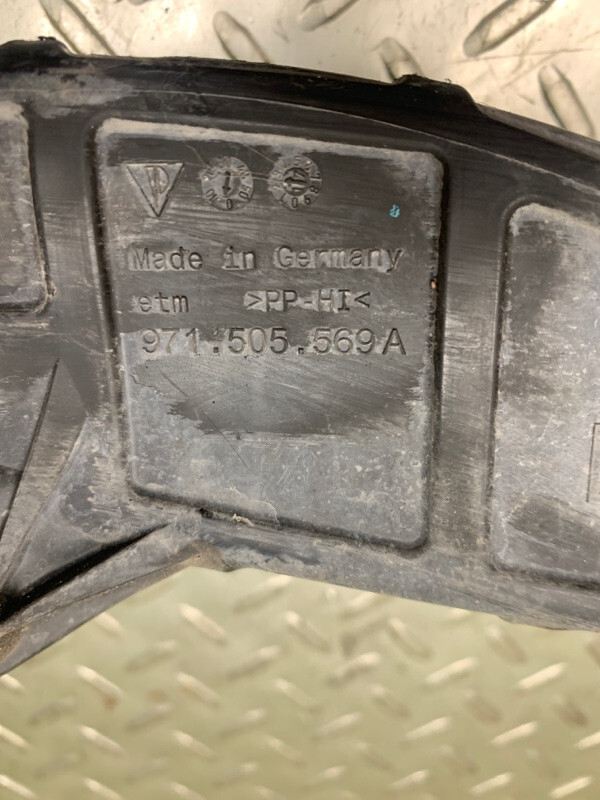 Made in Germany
etm >PP-HI<
971.505.569A